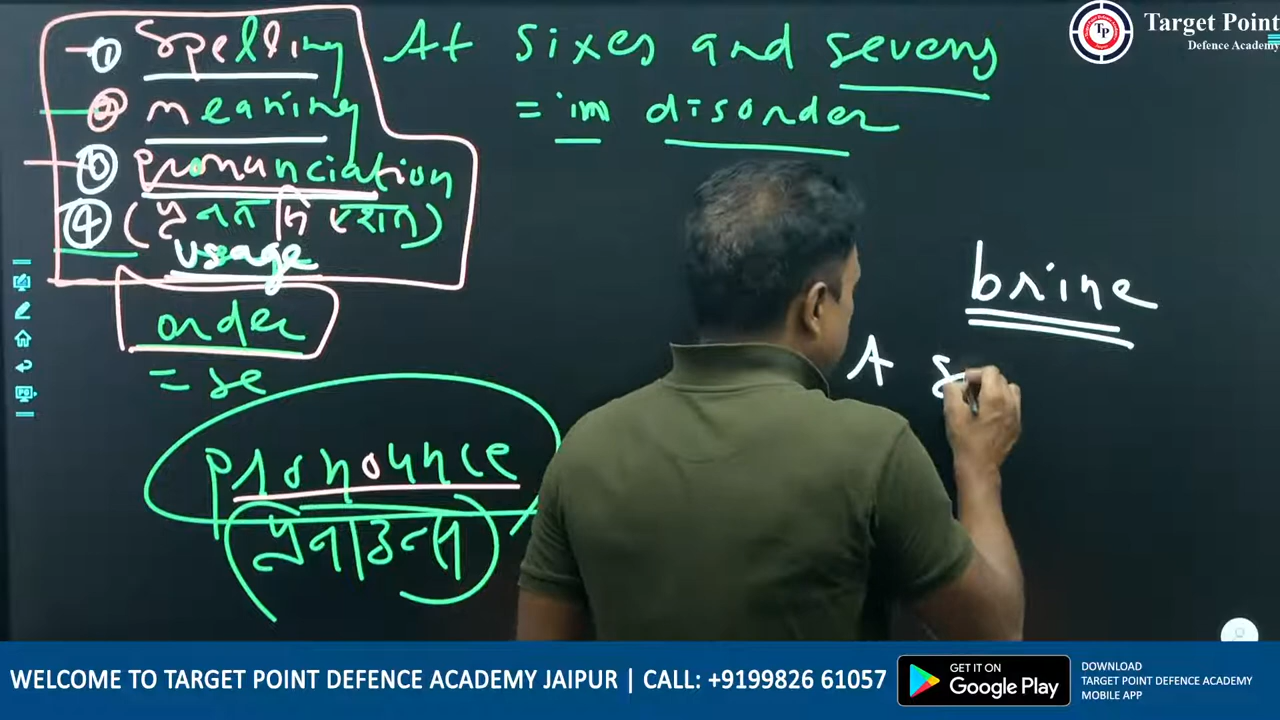 ① Spelling
② meaning
③ pronunciation
④ (प्रननसिएशन)
usage
order
= se
pronounce
(प्रनाउन्स)
At sixes and sevens
= in disorder
brine
A s
TP
Target Point
Defence Academy
WELCOME TO TARGET POINT DEFENCE ACADEMY JAIPUR | CALL: +9199826 61057
GET IT ON
Google Play
DOWNLOAD
TARGET POINT DEFENCE ACADEMY
MOBILE APP